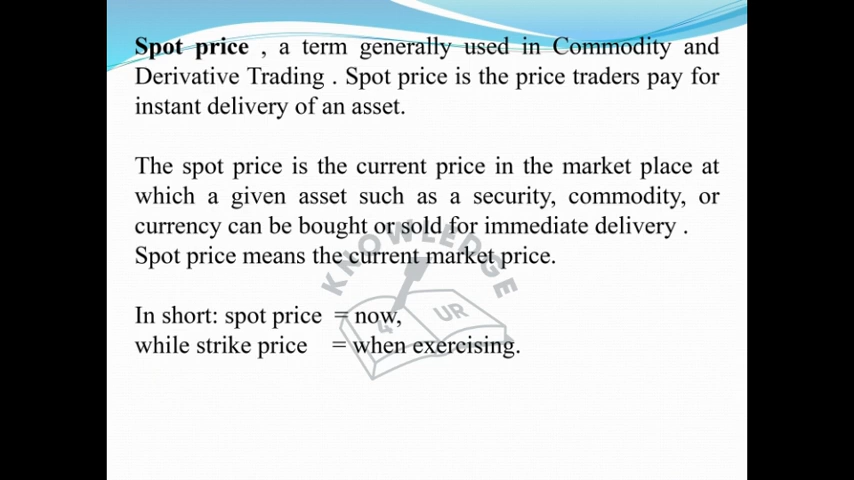 Spot price , a term generally used in Commodity and
Derivative Trading . Spot price is the price traders pay for
instant delivery of an asset.
The spot price is the current price in the market place at
which a given asset such as a security, commodity, or
currency can be bought or sold for immediate delivery .
Spot price means the current market price.
In short: spot price = now,
while strike price = when exercising.
KNOWLEDGE
4 UR